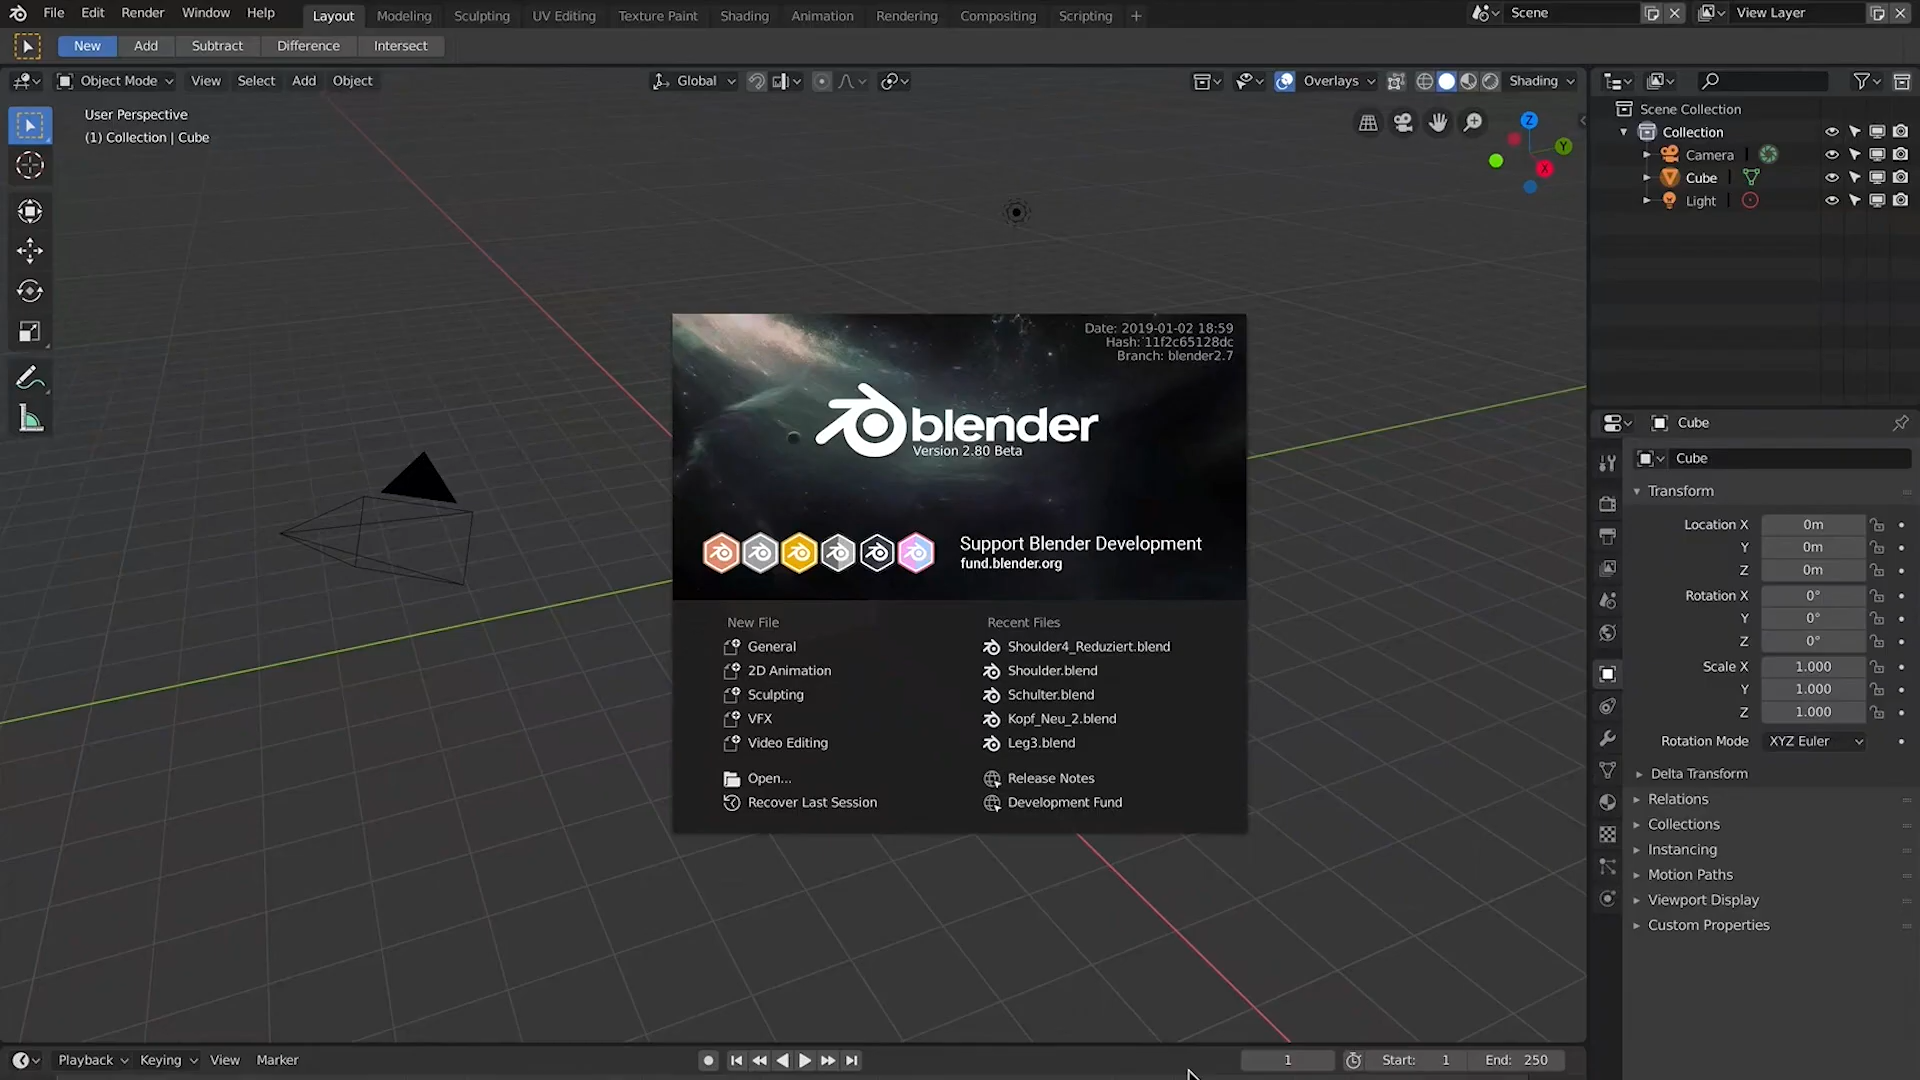 File Edit Render Window Help Layout Modeling Sculpting UV Editing Texture Paint Shading Animation Rendering Compositing Scripting + Scene View Layer
New Add Subtract Difference Intersect
Object Mode View Select Add Object Global Overlays Shading
User Perspective
(1) Collection | Cube
Z
Y
X
Scene Collection
Collection
Camera
Cube
Light
Date: 2019-01-02 18:59
Hash: 11f2c65128dc
Branch: blender2.7
blender
Version 2.80 Beta
Support Blender Development
fund.blender.org
New File
General
2D Animation
Sculpting
VFX
Video Editing
Open...
Recover Last Session
Recent Files
Shoulder4_Reduziert.blend
Shoulder.blend
Schulter.blend
Kopf_Neu_2.blend
Leg3.blend
Release Notes
Development Fund
Cube
Cube
Transform
Location X 0m
Y 0m
Z 0m
Rotation X 0°
Y 0°
Z 0°
Scale X 1.000
Y 1.000
Z 1.000
Rotation Mode XYZ Euler
Delta Transform
Relations
Collections
Instancing
Motion Paths
Viewport Display
Custom Properties
Playback Keying View Marker 1 Start: 1 End: 250